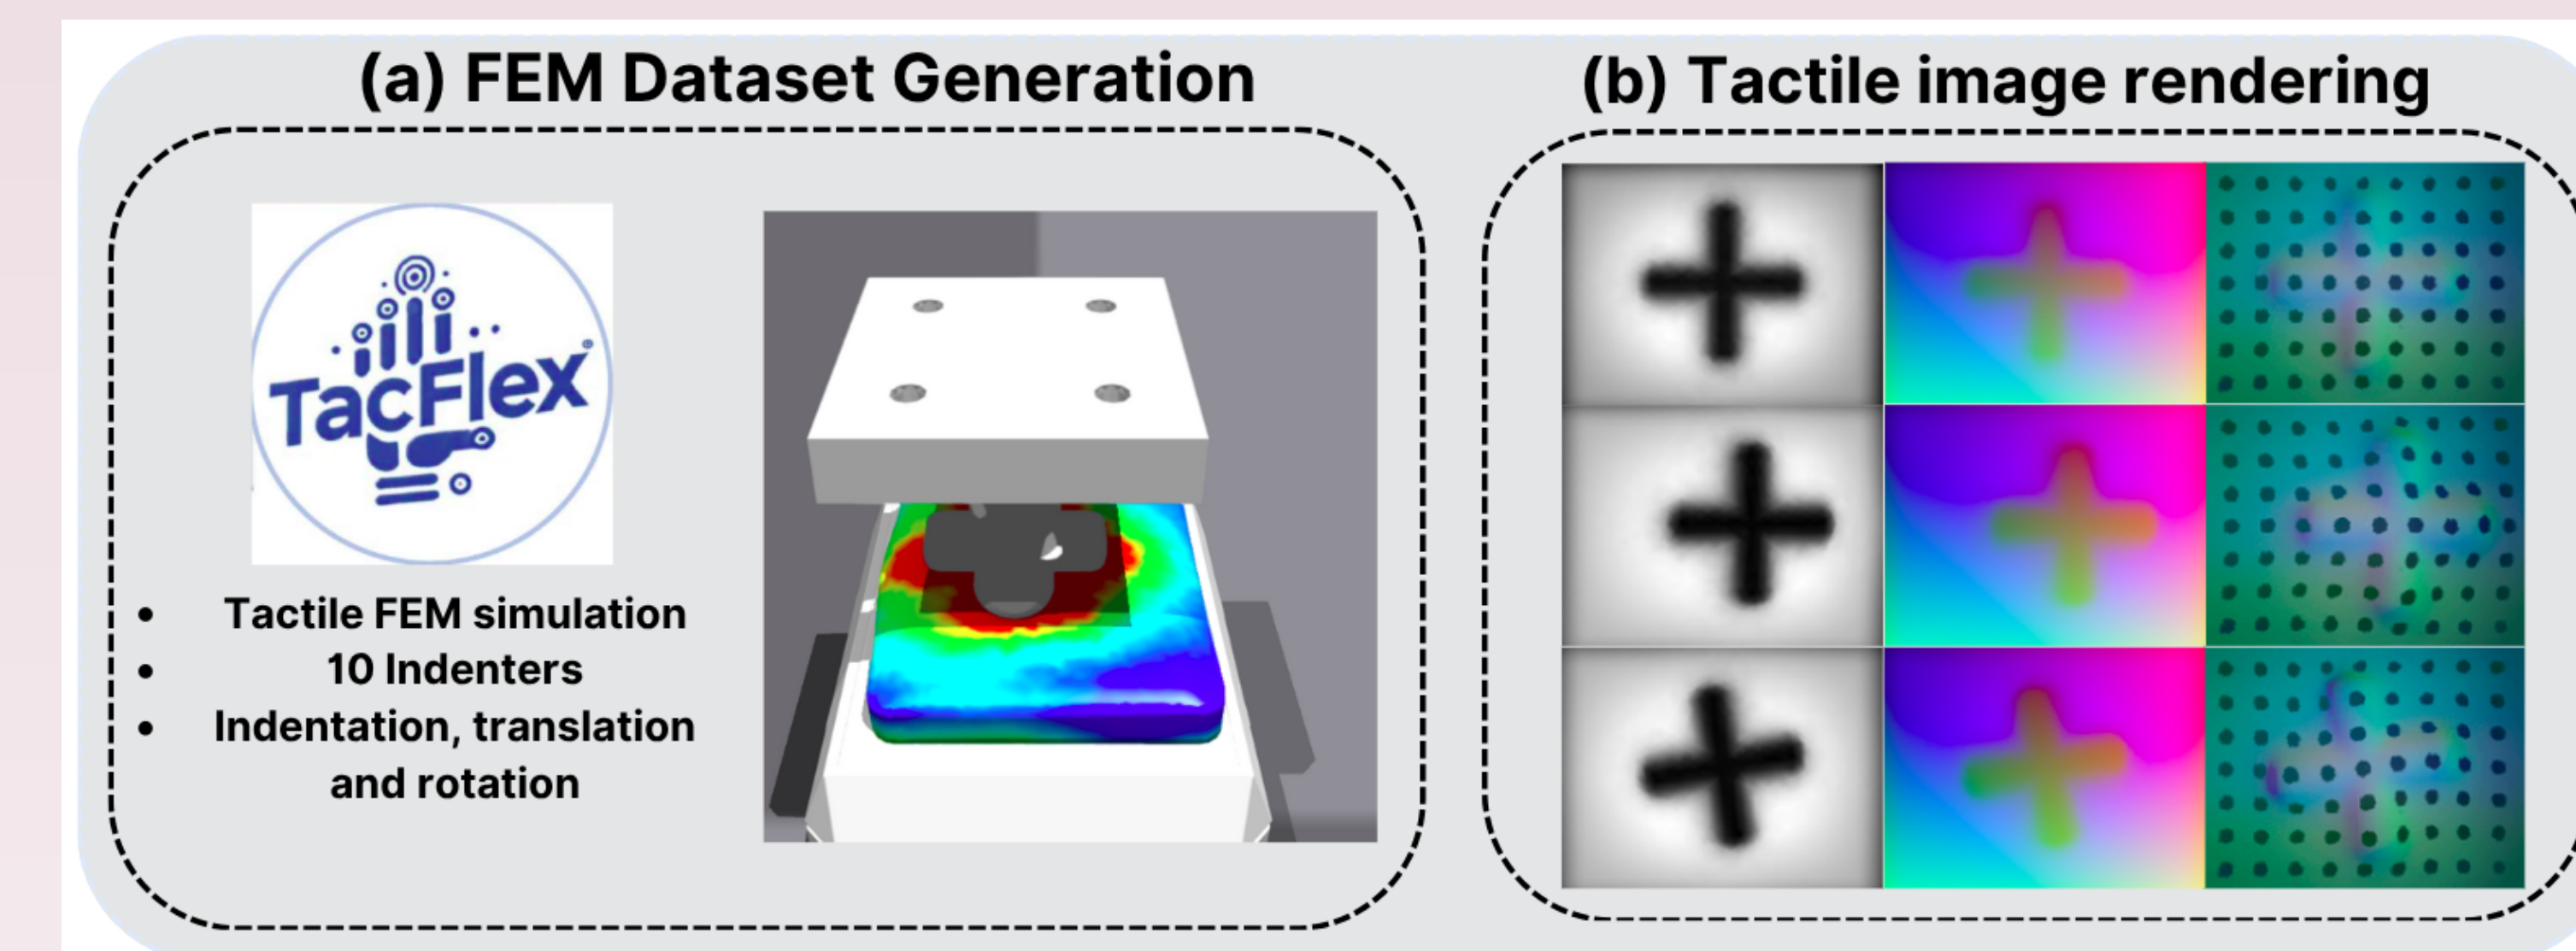 (a) FEM Dataset Generation
TacFlex®
• Tactile FEM simulation
• 10 Indenters
• Indentation, translation
and rotation
(b) Tactile image rendering